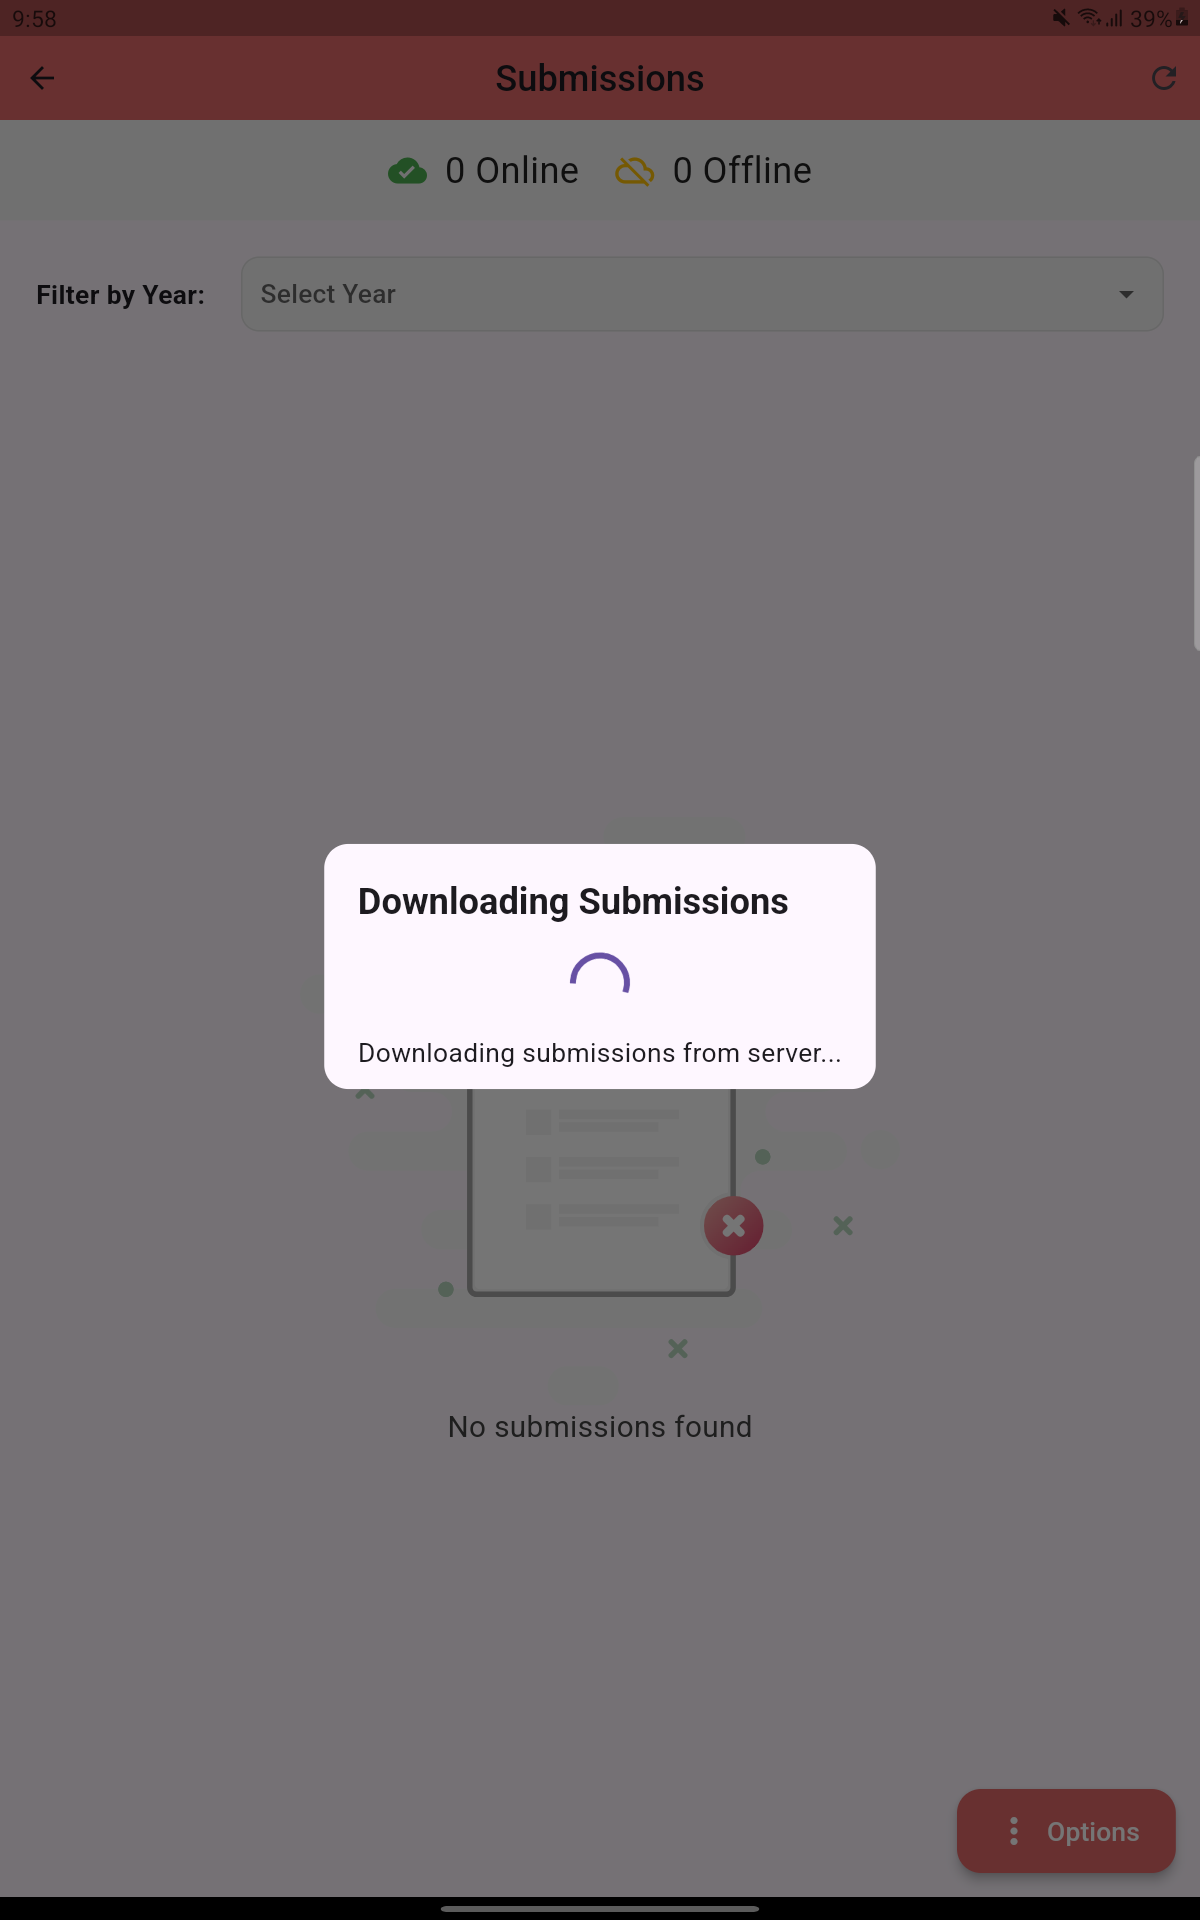 9:58
39%
Submissions
0 Online
0 Offline
Filter by Year:
Select Year
Downloading Submissions
Downloading submissions from server...
No submissions found
Options